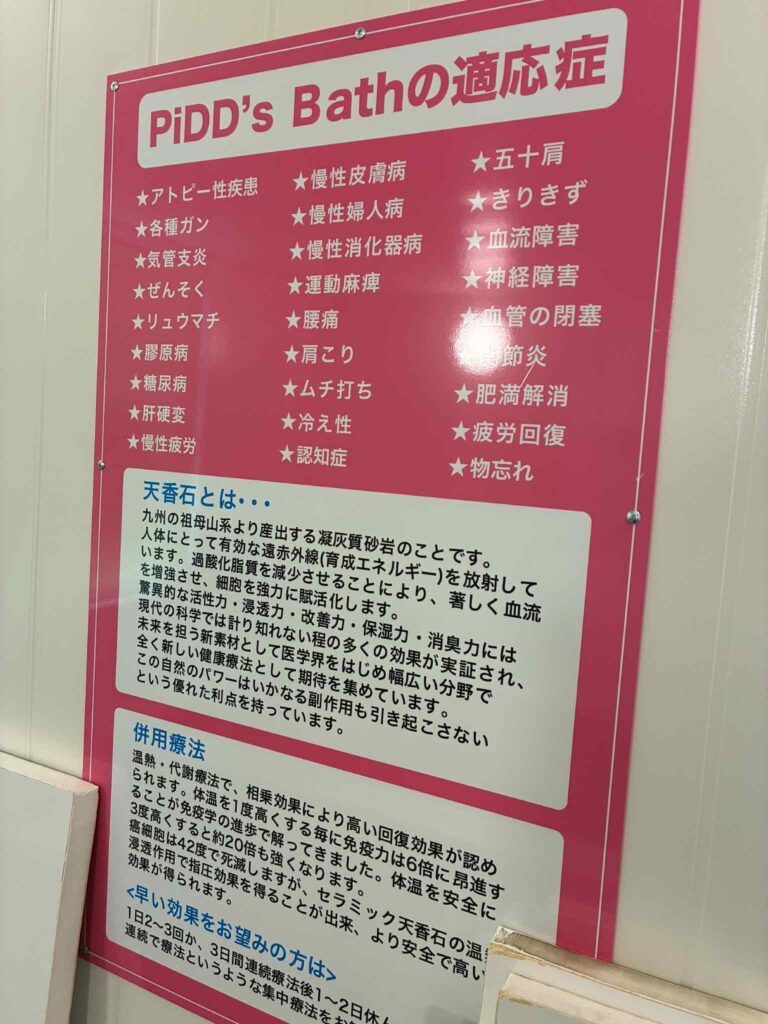 PiDD's Bathの適応症
★アトピー性疾患
★各種ガン
★気管支炎
★ぜんそく
★リュウマチ
★膠原病
★糖尿病
★肝硬変
★慢性疲労
★慢性皮膚病
★慢性婦人病
★慢性消化器病
★運動麻痺
★腰痛
★肩こり
★ムチ打ち
★冷え性
★認知症
★五十肩
★きりきず
★血流障害
★神経障害
★血管の閉塞
節炎
★肥満解消
★疲労回復
★物忘れ
天香石とは・・・
九州の祖母山系より産出する凝灰質砂岩のことです。
人体にとって有効な遠赤外線(育成エネルギー)を放射して
います。過酸化脂質を減少させることにより、著しく血流
を増強させ、細胞を強力に賦活化します。
驚異的な活性力・浸透力・改善力・保湿力・消臭力には
現代の科学では計り知れない程の多くの効果が実証され、
未来を担う新素材として医学界をはじめ幅広い分野で
全く新しい健康療法として期待を集めています。
この自然のパワーはいかなる副作用も引き起こさない
という優れた利点を持っています。
併用療法
温熱・代謝療法で、相乗効果により高い回復効果が認め
られます。体温を1度高くする毎に免疫力は6倍に昂進す
ることが免疫学の進歩で解ってきました。体温を安全に
3度高くすると約20倍も強くなります。
癌細胞は42度で死滅しますが、セラミック天香石の温熱
浸透作用で指圧効果を得ることが出来、より安全で高い
効果が得られます。
<早い効果をお望みの方は>
1日2〜3回か、3日間連続療法後1〜2日休ん
連続で療法というような集中療法をお